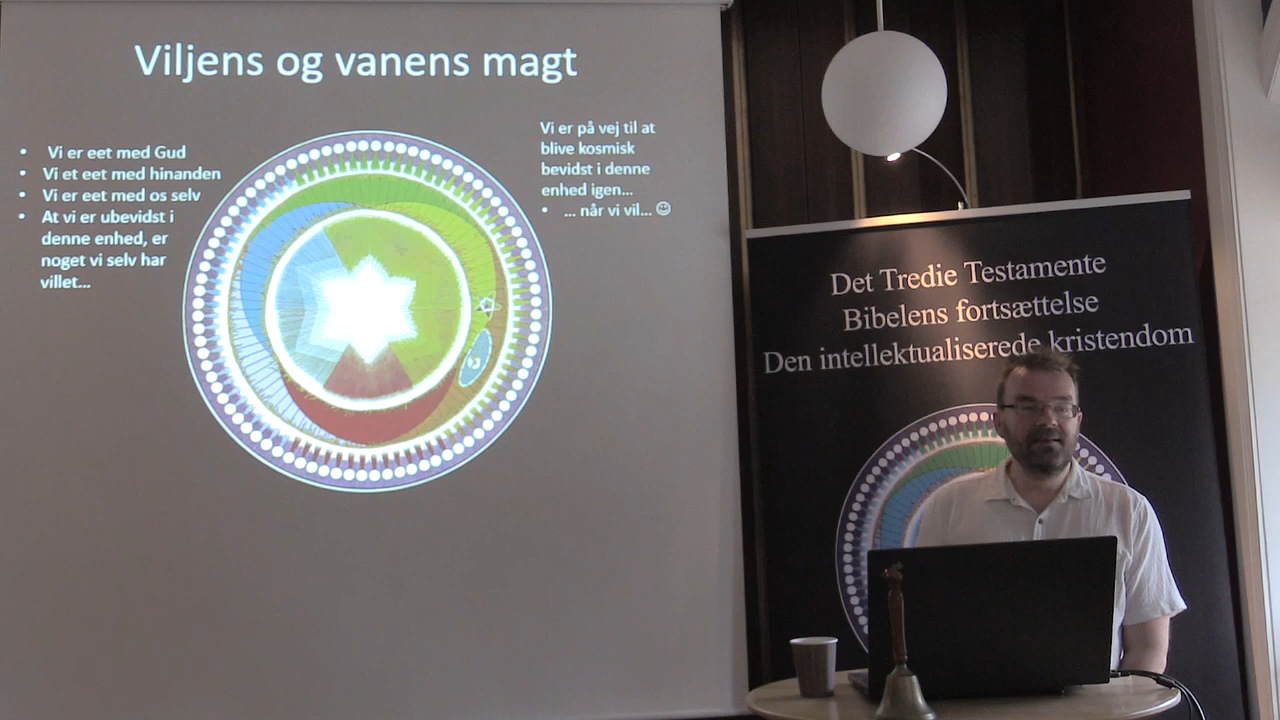 Viljens og vanens magt
• Vi er eet med Gud
• Vi et eet med hinanden
• Vi er eet med os selv
• At vi er ubevidst i
denne enhed, er
noget vi selv har
villet...
Vi er på vej til at
blive kosmisk
bevidst i denne
enhed igen...
• ... når vi vil... ☺
Det Tredie Testamente
Bibelens fortsættelse
Den intellektualiserede kristendom